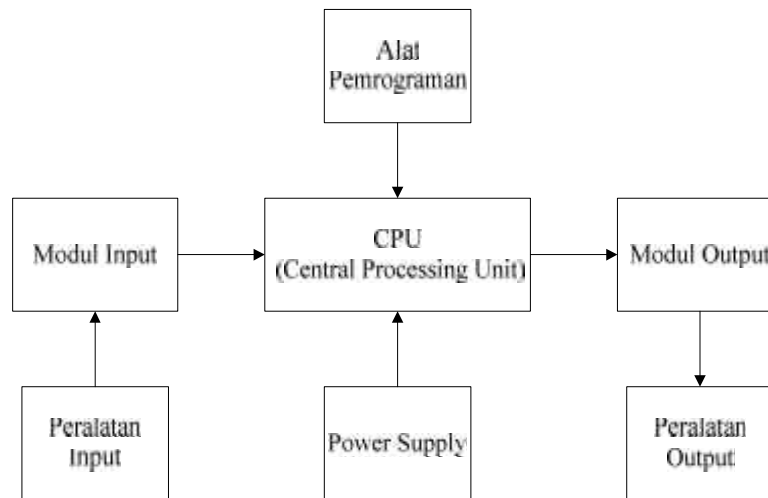 Alat
Pemrograman
Modul Input
CPU
(Central Processing Unit)
Modul Output
Peralatan
Input
Power Supply
Peralatan
Output